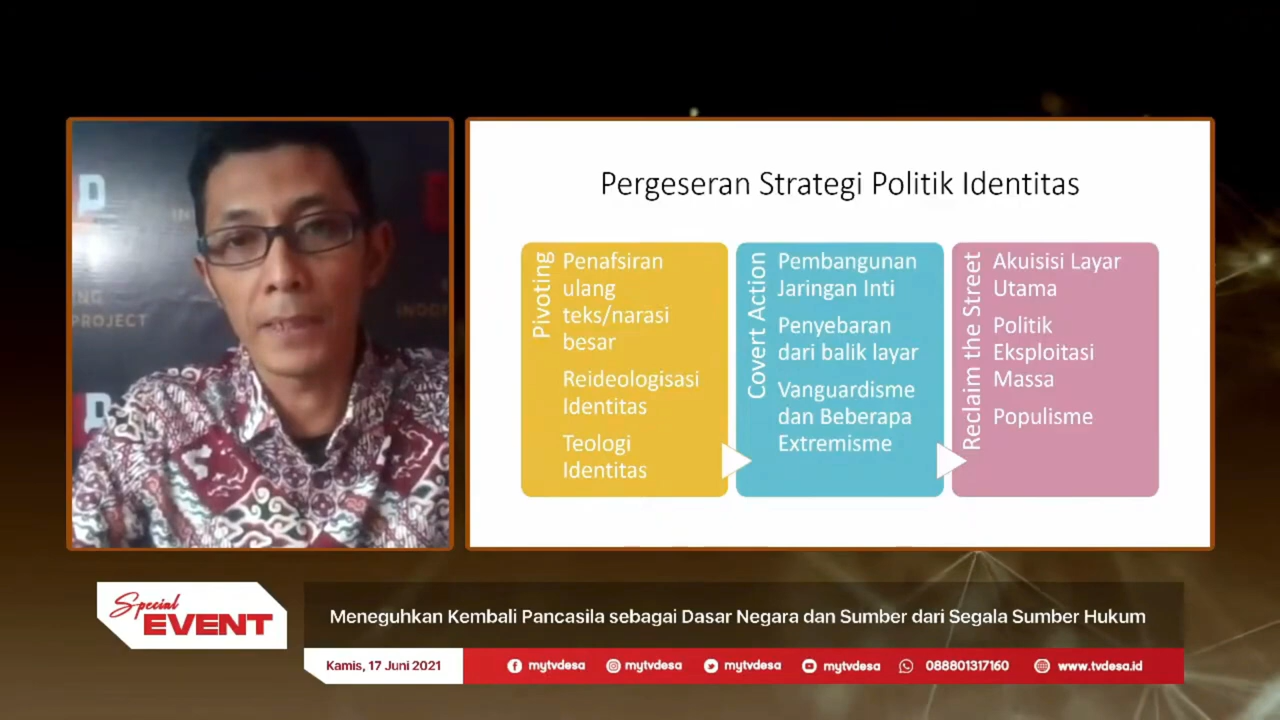 PROJECT
Pergeseran Strategi Politik Identitas
Pivoting
Penafsiran
ulang
teks/narasi
besar
Reideologisasi
Identitas
Teologi
Identitas
Covert Action
Pembangunan
Jaringan Inti
Penyebaran
dari balik layar
Vanguardisme
dan Beberapa
Extremisme
Reclaim the Street
Akuisisi Layar
Utama
Politik
Eksploitasi
Massa
Populisme
Special
EVENT
Meneguhkan Kembali Pancasila sebagai Dasar Negara dan Sumber dari Segala Sumber Hukum
Kamis, 17 Juni 2021
mytvdesa mytvdesa mytvdesa mytvdesa 088801317160 www.tvdesa.id